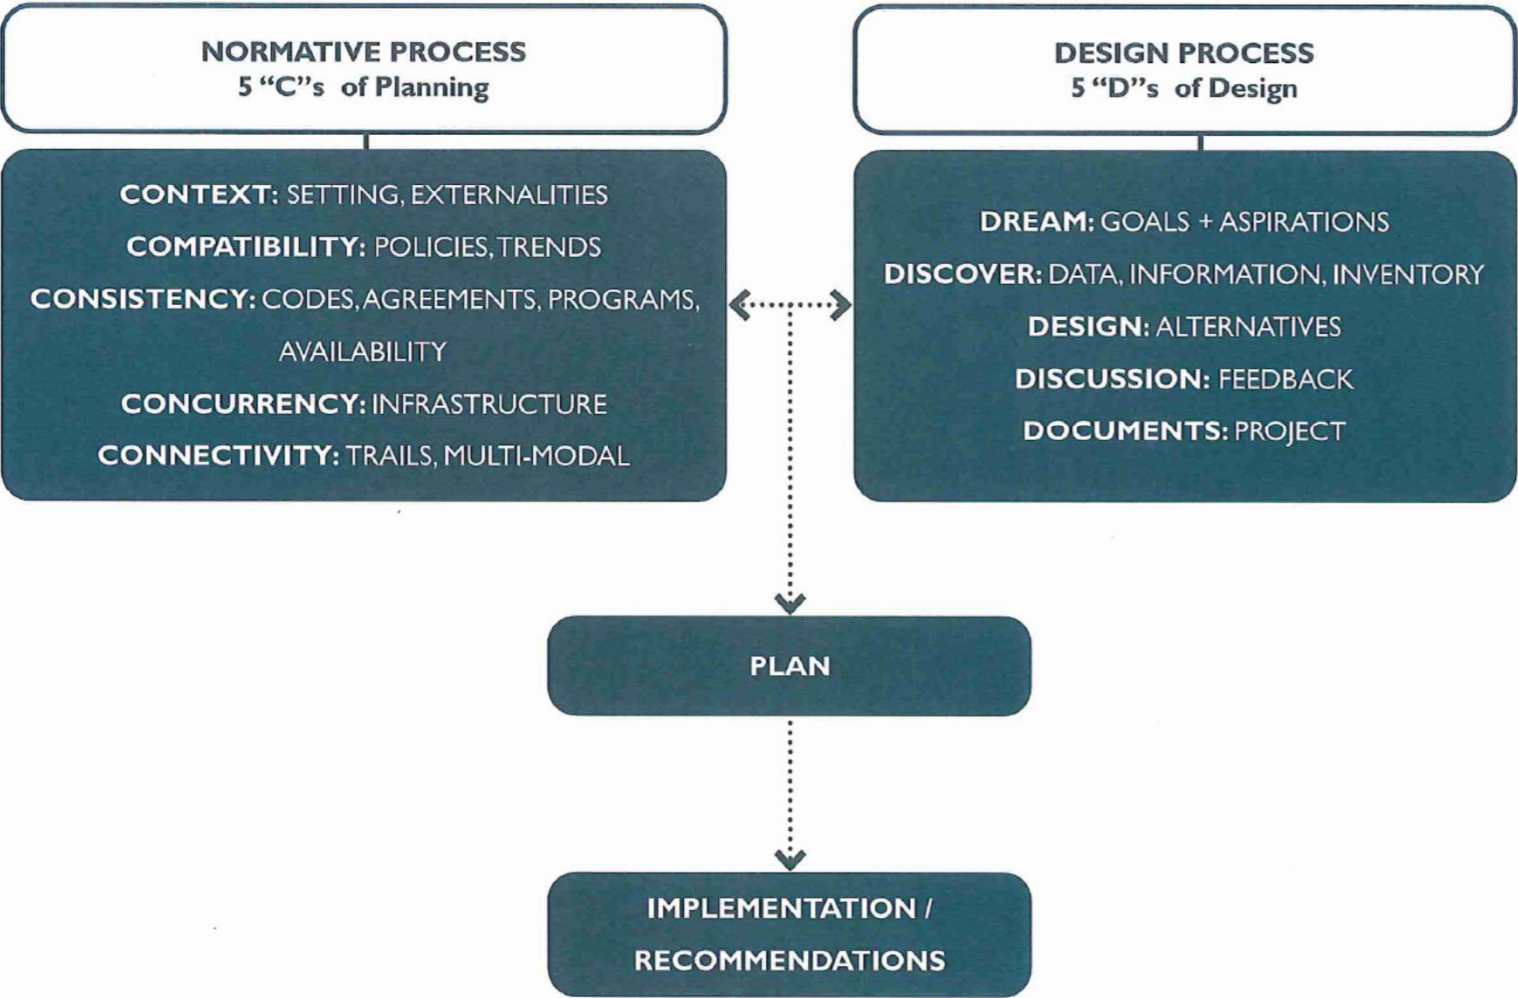 NORMATIVE PROCESS
5 “C”s of Planning
CONTEXT: SETTING, EXTERNALITIES
COMPATIBILITY: POLICIES, TRENDS
CONSISTENCY: CODES, AGREEMENTS, PROGRAMS,
AVAILABILITY
CONCURRENCY: INFRASTRUCTURE
CONNECTIVITY: TRAILS, MULTI-MODAL
DESIGN PROCESS
5 “D”s of Design
DREAM: GOALS + ASPIRATIONS
DISCOVER: DATA, INFORMATION, INVENTORY
DESIGN: ALTERNATIVES
DISCUSSION: FEEDBACK
DOCUMENTS: PROJECT
PLAN
IMPLEMENTATION /
RECOMMENDATIONS